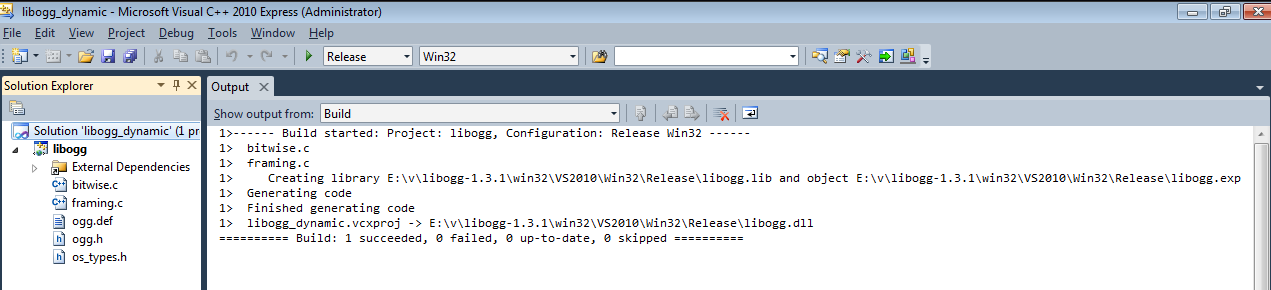 libogg_dynamic - Microsoft Visual C++ 2010 Express (Administrator)
File Edit View Project Debug Tools Window Help
Release Win32
Solution Explorer
Solution 'libogg_dynamic' (1 pr
libogg
External Dependencies
bitwise.c
framing.c
ogg.def
ogg.h
os_types.h
Output
Show output from: Build
1>------ Build started: Project: libogg, Configuration: Release Win32 ------
1> bitwise.c
1> framing.c
1> Creating library E:\v\libogg-1.3.1\win32\VS2010\Win32\Release\libogg.lib and object E:\v\libogg-1.3.1\win32\VS2010\Win32\Release\libogg.exp
1> Generating code
1> Finished generating code
1> libogg_dynamic.vcxproj -> E:\v\libogg-1.3.1\win32\VS2010\Win32\Release\libogg.dll
========== Build: 1 succeeded, 0 failed, 0 up-to-date, 0 skipped ==========